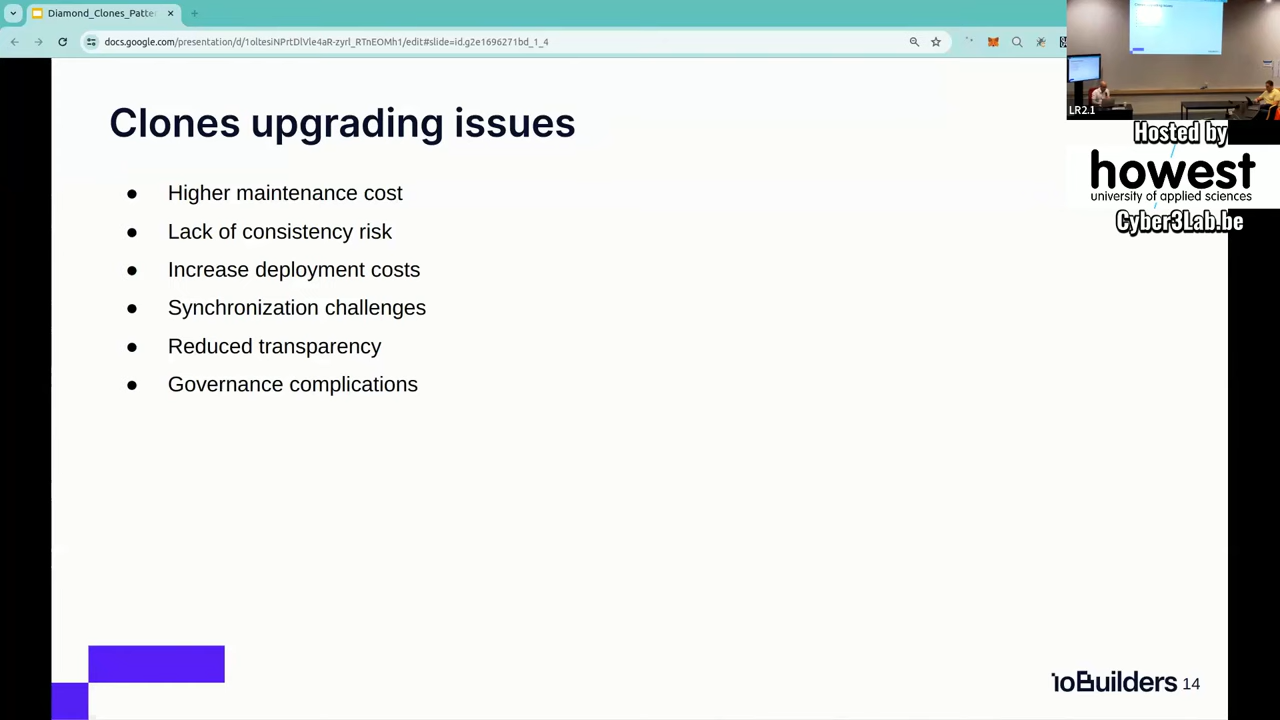 Diamond_Clones_Patte
docs.google.com/presentation/d/1oltesiNPrtDlVle4aR-zyrl_RTnEOMh1/edit#slide=id.g2e1696271bd_1_4
LR2.1
Hosted by
howest
university of applied sciences
Cyber3Lab.be
Clones upgrading issues
● Higher maintenance cost
● Lack of consistency risk
● Increase deployment costs
● Synchronization challenges
● Reduced transparency
● Governance complications
ioBuilders 14